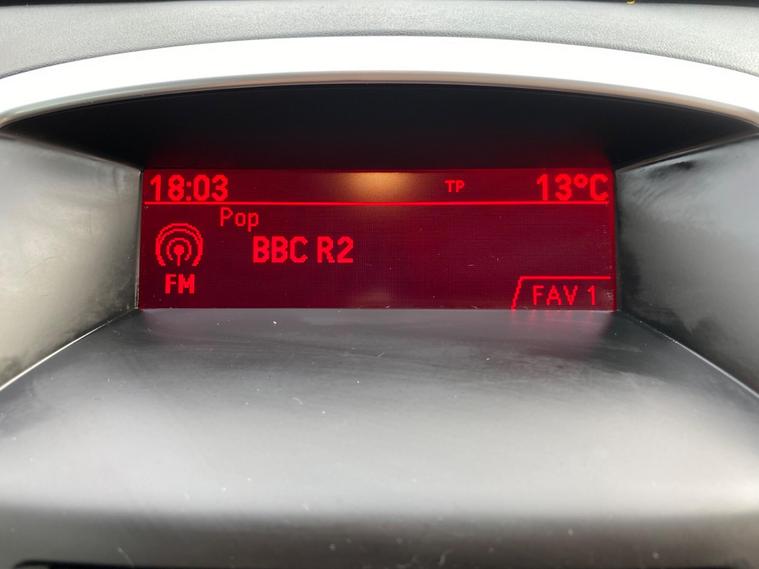 18:03 TP 13°C
Pop
BBC R2
FM
FAV 1